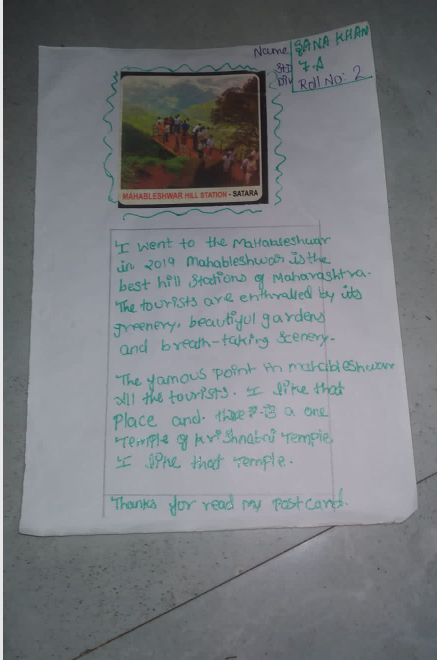 Name SANA KHAN
Std 7.A
Div
Roll No: 2
MAHABLESHWAR HILL STATION - SATARA
I went to the Mahableshwar
in 2019 Mahableshwar is the
best hill Stations of Maharashtra.
The tourists are enthralled by its
greenery, beautiful gardens
and breath-taking scenery.
The famous point in mahableshwar
all the tourists. I like that
Place and. there is a one
Temple of krishnabai Temple.
I like that Temple.
Thanks for read my Post card.